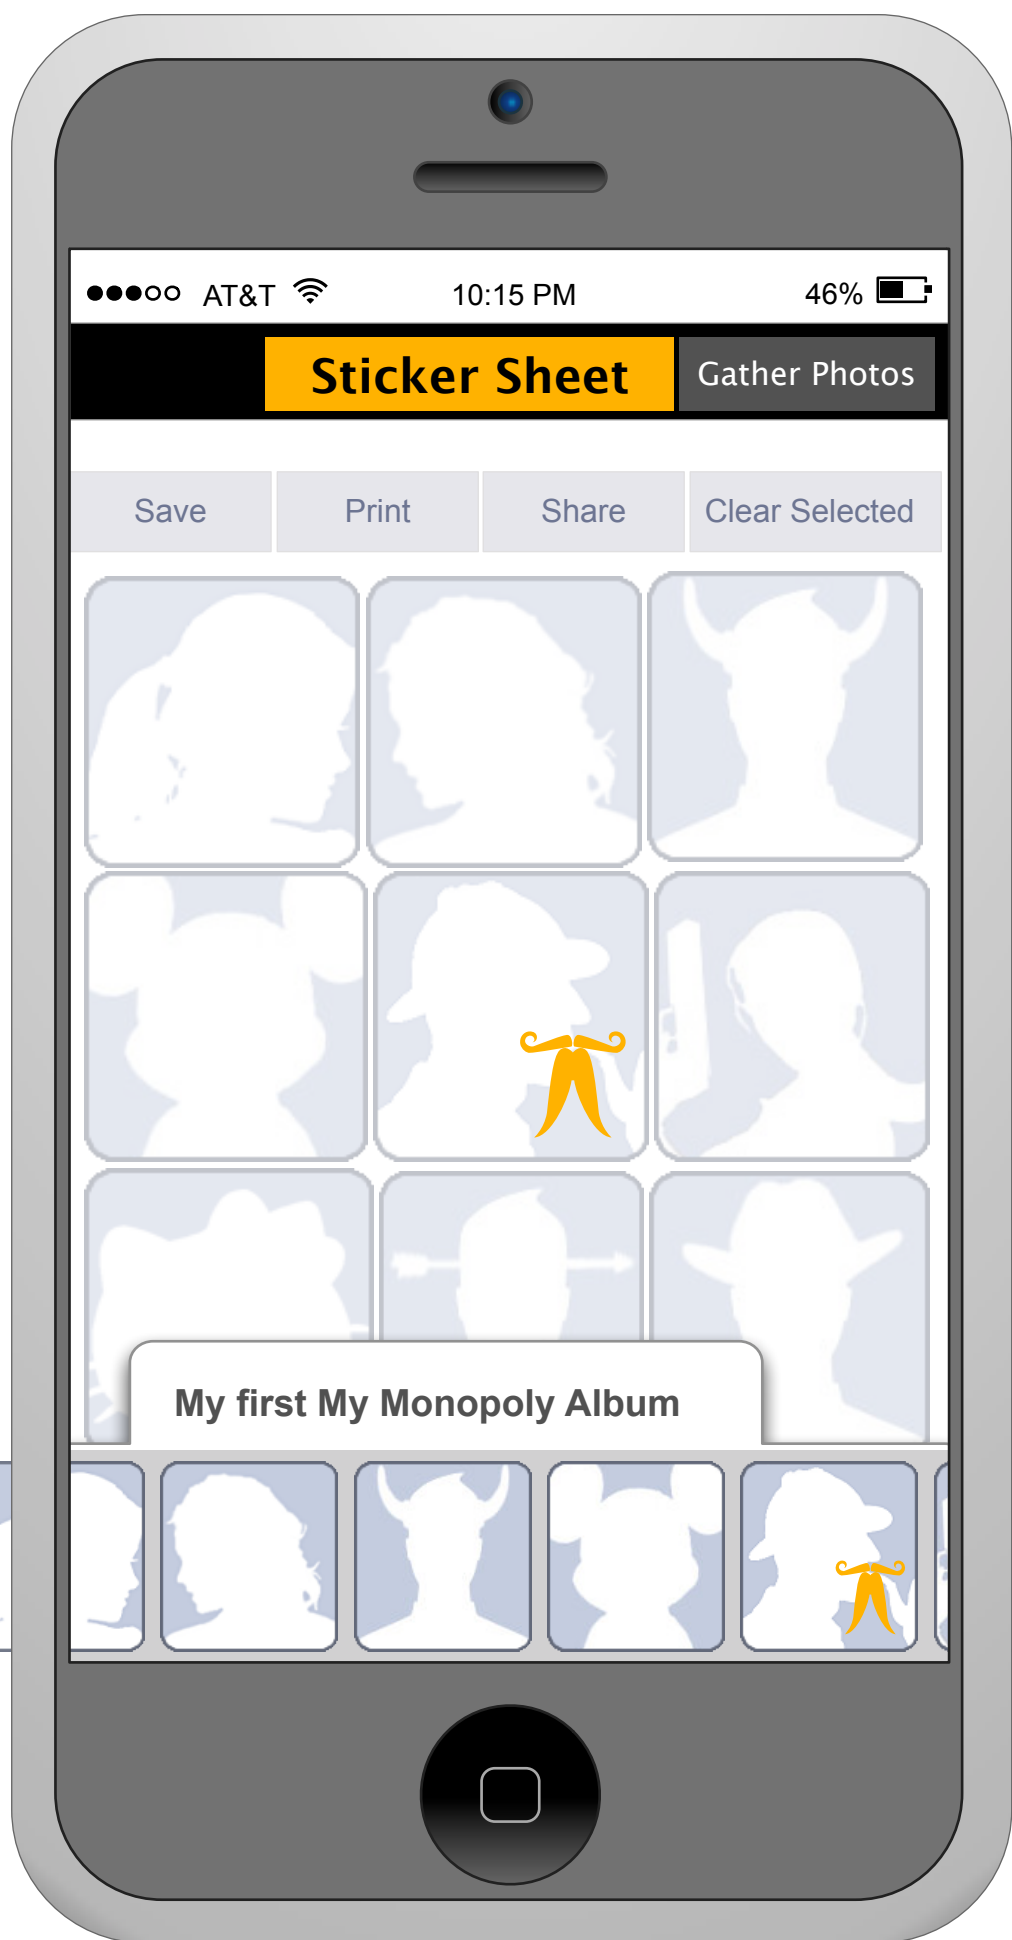 AT&T 10:15 PM 46%
Sticker Sheet Gather Photos
Save Print Share Clear Selected
My first My Monopoly Album